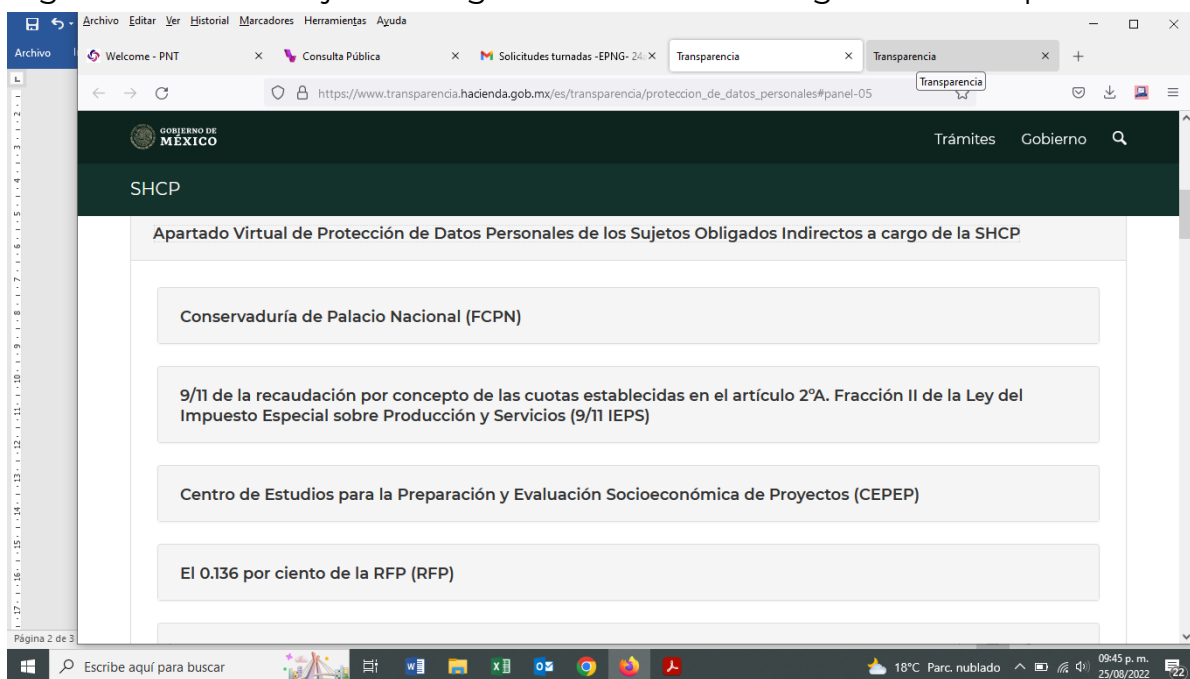 Archivo Editar Ver Historial Marcadores Herramientas Ayuda
Archivo
Welcome - PNT
Consulta Pública
Solicitudes turnadas -EPNG- 24
Transparencia
Transparencia
Transparencia
https://www.transparencia.hacienda.gob.mx/es/transparencia/proteccion_de_datos_personales#panel-05
GOBIERNO DE
MÉXICO
Trámites Gobierno
SHCP
Apartado Virtual de Protección de Datos Personales de los Sujetos Obligados Indirectos a cargo de la SHCP
Conservaduría de Palacio Nacional (FCPN)
9/11 de la recaudación por concepto de las cuotas establecidas en el artículo 2ºA. Fracción II de la Ley del
Impuesto Especial sobre Producción y Servicios (9/11 IEPS)
Centro de Estudios para la Preparación y Evaluación Socioeconómica de Proyectos (CEPEP)
El 0.136 por ciento de la RFP (RFP)
Página 2 de 3
Escribe aquí para buscar
18°C Parc. nublado
09:45 p. m.
25/08/2022
22